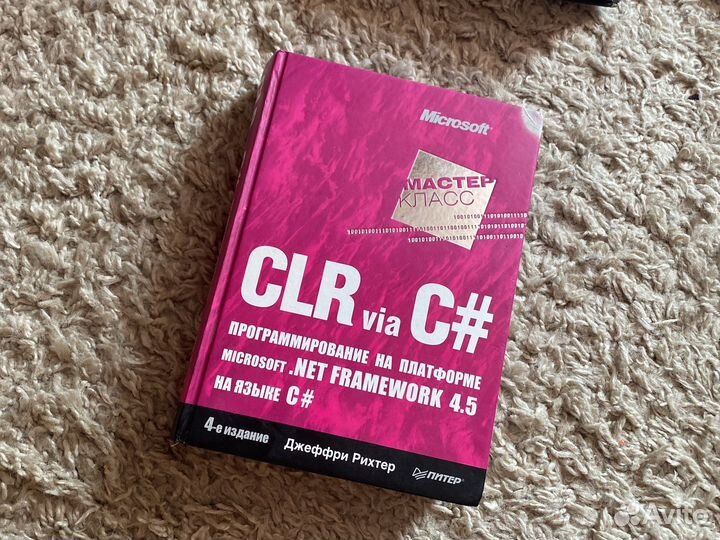 Microsoft
МАСТЕР
КЛАСС
CLR via C#
ПРОГРАММИРОВАНИЕ НА ПЛАТФОРМЕ
MICROSOFT .NET FRAMEWORK 4.5
НА ЯЗЫКЕ C#
4-е издание Джеффри Рихтер
ПИТЕР
Avito